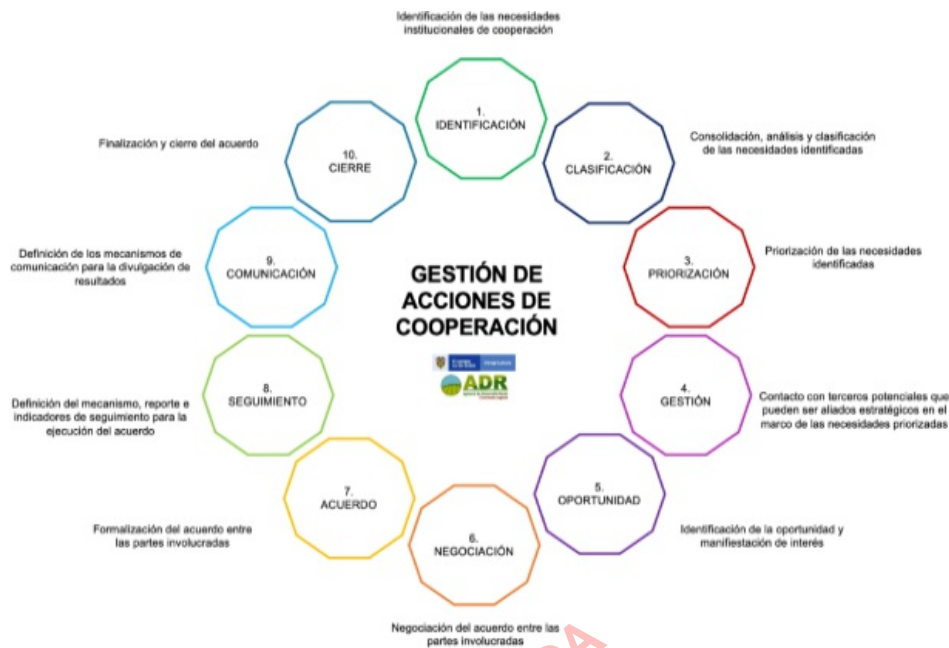 Identificación de las necesidades
institucionales de cooperación
1.
IDENTIFICACIÓN
Finalización y cierre del acuerdo
10.
CIERRE
2.
CLASIFICACIÓN
Consolidación, análisis y clasificación
de las necesidades identificadas
Definición de los mecanismos de
comunicación para la divulgación de
resultados
9.
COMUNICACIÓN
GESTIÓN DE
ACCIONES DE
COOPERACIÓN
3.
PRIORIZACIÓN
Priorización de las necesidades
identificadas
ADR
Definición del mecanismo, reporte e
indicadores de seguimiento para la
ejecución del acuerdo
8.
SEGUIMIENTO
4.
GESTIÓN
Contacto con terceros potenciales que
pueden ser aliados estratégicos en el
marco de las necesidades priorizadas
Formalización del acuerdo entre
las partes involucradas
7.
ACUERDO
6.
NEGOCIACIÓN
5.
OPORTUNIDAD
Identificación de la oportunidad y
manifiestación de interés
Negociación del acuerdo entre las
partes involucradas